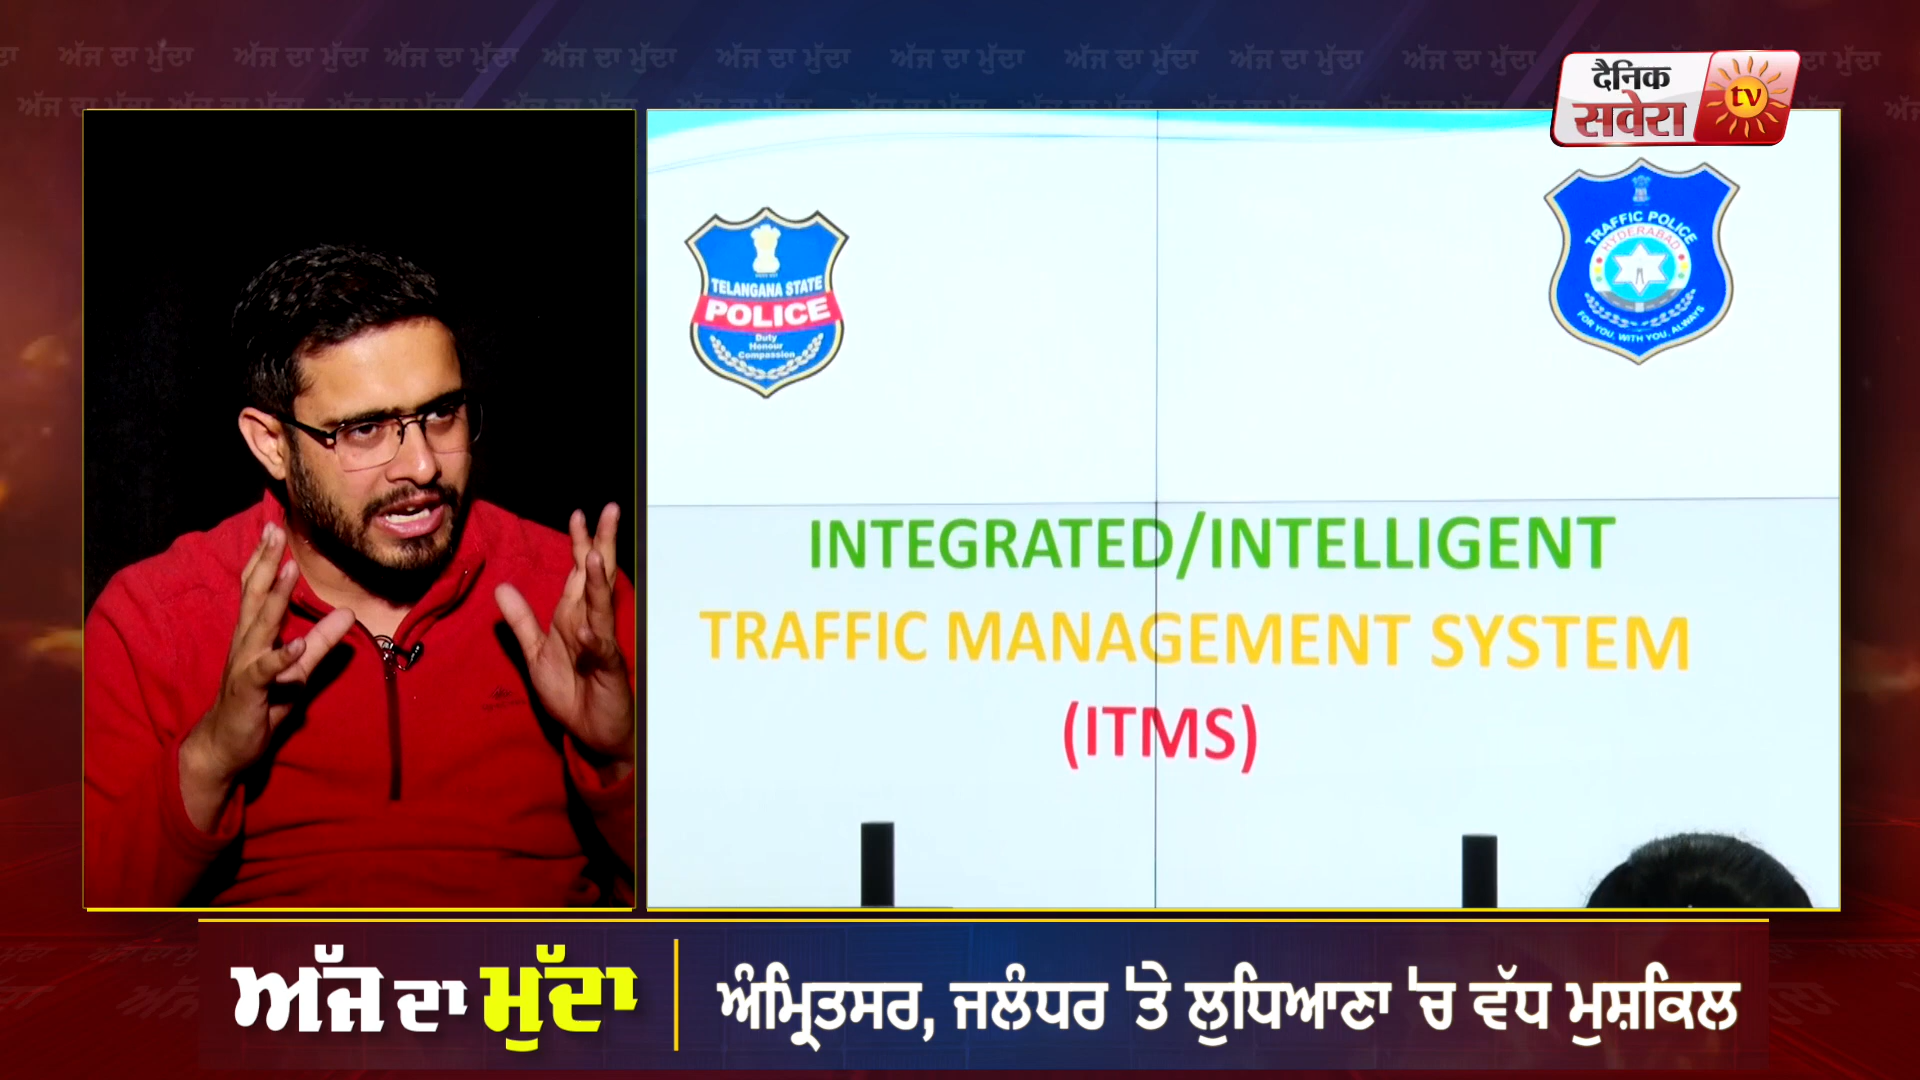 ਅੱਜ ਦਾ ਮੁੱਦਾ ਅੱਜ ਦਾ ਮੁੱਦਾ ਅੱਜ ਦਾ ਮੁੱਦਾ ਅੱਜ ਦਾ ਮੁੱਦਾ ਅੱਜ ਦਾ ਮੁੱਦਾ ਅੱਜ ਦਾ ਮੁੱਦਾ ਅੱਜ ਦਾ ਮੁੱਦਾ ਅੱਜ ਦਾ ਮੁੱਦਾ ਅੱਜ ਦਾ ਮੁੱਦਾ
दैनिक
सवेरा
tv
TELANGANA STATE
POLICE
Duty
Honour
Compassion
TRAFFIC POLICE
HYDERABAD
FOR YOU, WITH YOU, ALWAYS
INTEGRATED/INTELLIGENT
TRAFFIC MANAGEMENT SYSTEM
(ITMS)
ਅੱਜ ਦਾ ਮੁੱਦਾ
ਅੰਮ੍ਰਿਤਸਰ, ਜਲੰਧਰ 'ਤੇ ਲੁਧਿਆਣਾ 'ਚ ਵੱਧ ਮੁਸ਼ਕਿਲ